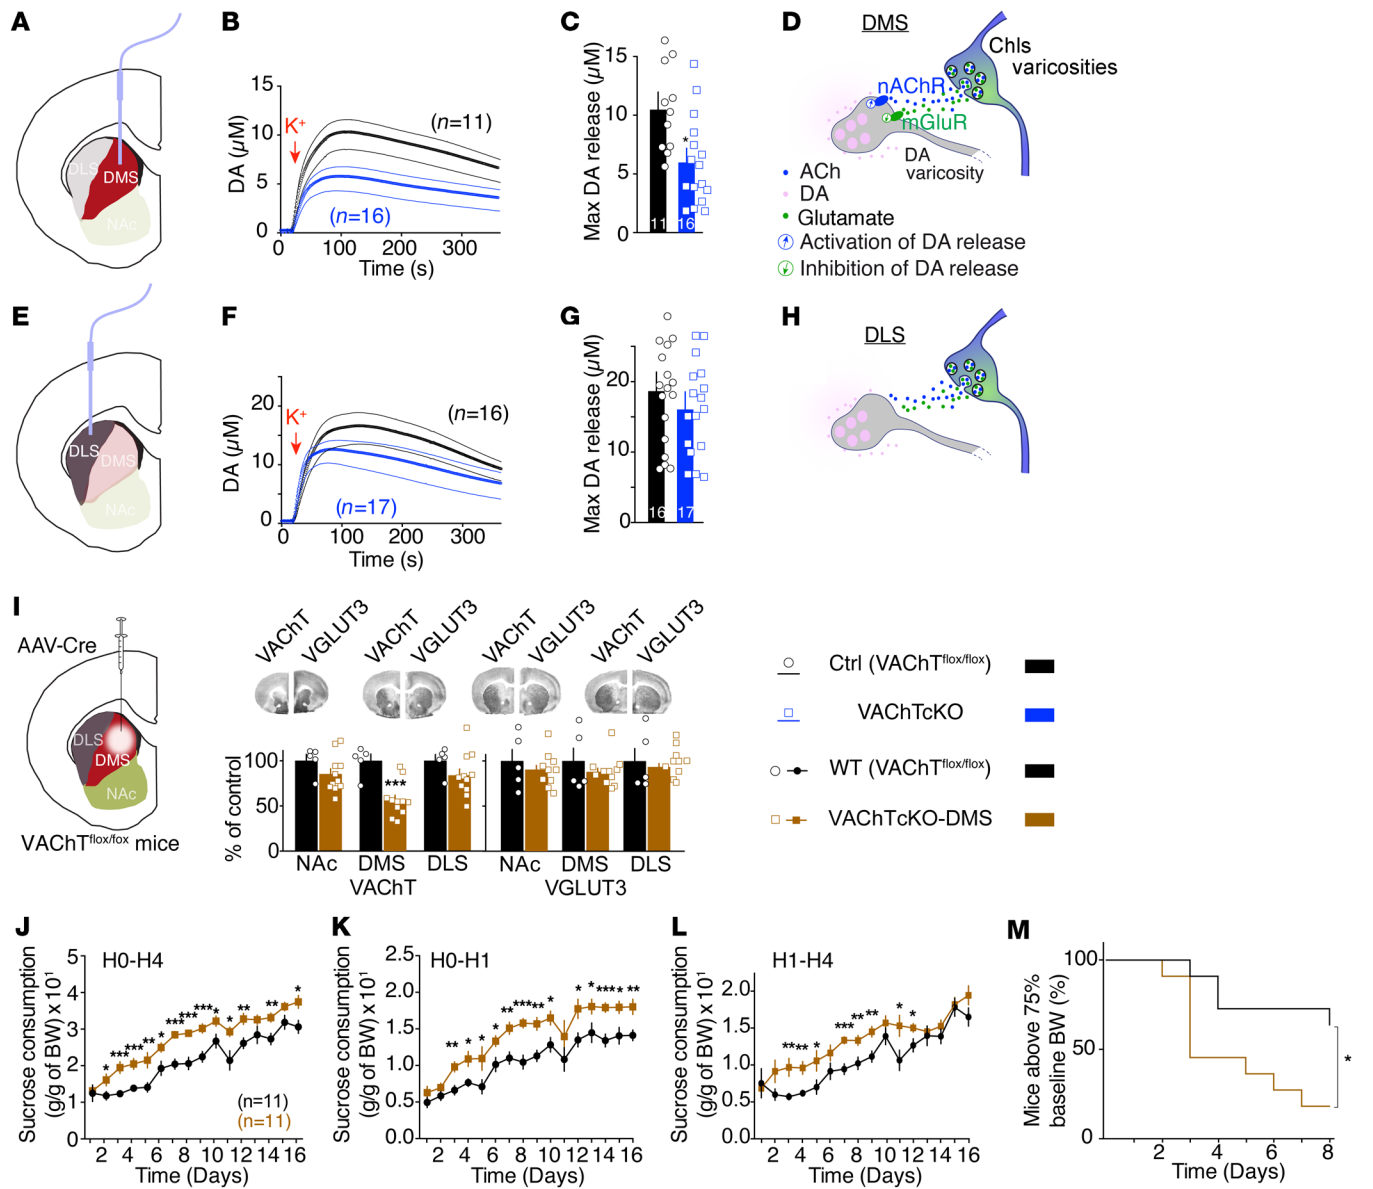 A
DLS
DMS
NAc
B
DA (µM)
15
10
5
0
K+
(n=11)
(n=16)
0
100
200
300
Time (s)
C
Max DA release (µM)
15
10
5
0
*
11
16
D
DMS
ChIs
varicosities
nAChR
mGluR
DA
varicosity
ACh
DA
Glutamate
Activation of DA release
Inhibition of DA release
E
DLS
DMS
NAc
F
DA (µM)
20
10
0
K+
(n=16)
(n=17)
0
100
200
300
Time (s)
G
Max DA release (µM)
20
10
0
16
17
H
DLS
I
AAV-Cre
DLS
DMS
NAc
VAChTflox/fox mice
VAChT
VGLUT3
VAChT
VGLUT3
VAChT
VGLUT3
VAChT
VGLUT3
% of control
100
50
0
***
NAc
DMS
DLS
VAChT
NAc
DMS
DLS
VGLUT3
Ctrl (VAChTflox/flox)
VAChTcKO
WT (VAChTflox/flox)
VAChTcKO-DMS
J
H0-H4
Sucrose consumption
(g/g of BW) x 10¹
5
4
3
2
1
0
* *** *** ** * *** *** *** * * ** ** *
(n=11)
(n=11)
2 4 6 8 10 12 14 16
Time (Days)
K
H0-H1
Sucrose consumption
(g/g of BW) x 10¹
2.5
2.0
1.5
1.0
0.5
0.0
** * * * ** *** ** * * * *** * **
2 4 6 8 10 12 14 16
Time (Days)
L
H1-H4
Sucrose consumption
(g/g of BW) x 10¹
2.0
1.5
1.0
0.5
0.0
** ** * *** ** ** * *
2 4 6 8 10 12 14 16
Time (Days)
M
Mice above 75%
baseline BW (%)
100
50
0
*
2 4 6 8
Time (Days)